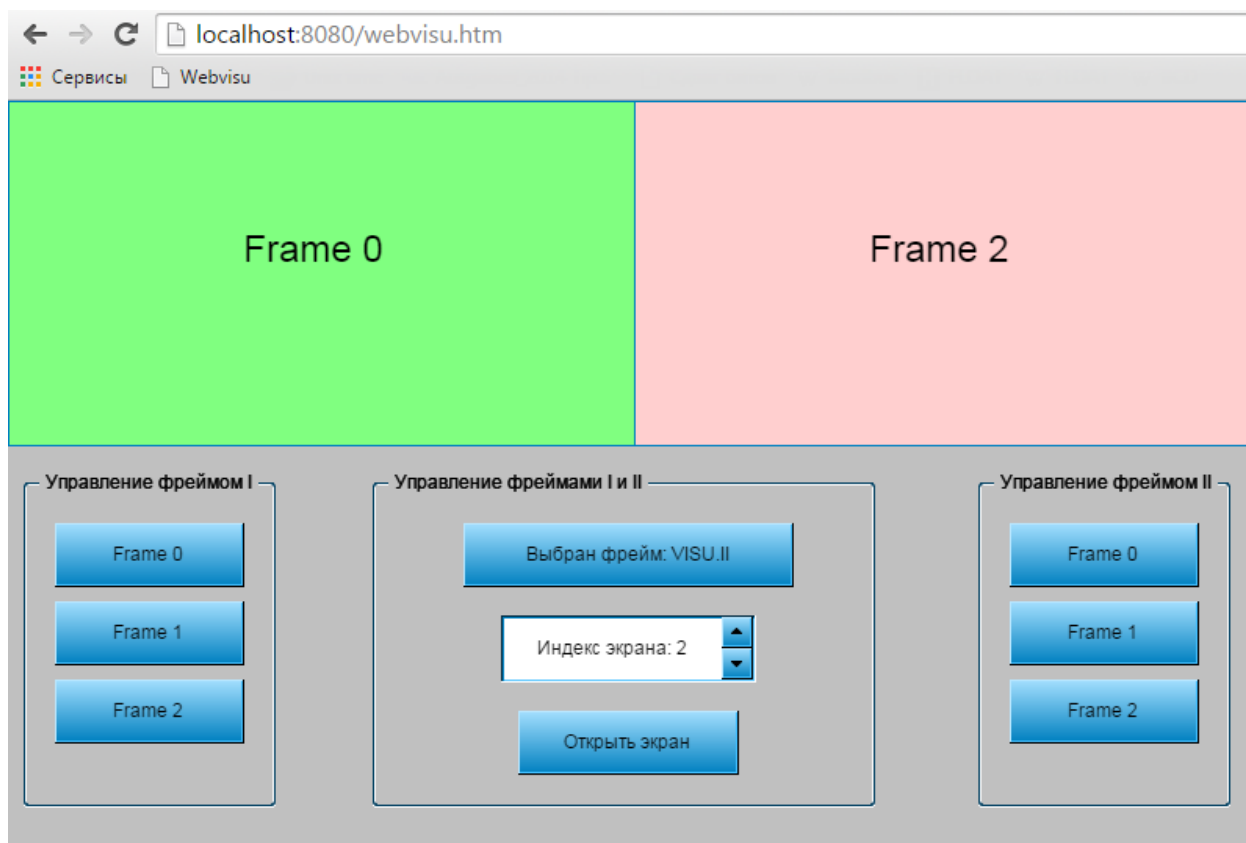 localhost:8080/webvisu.htm
Сервисы Webvisu
Frame 0
Frame 2
Управление фреймом I
Frame 0
Frame 1
Frame 2
Управление фреймами I и II
Выбран фрейм: VISU.II
Индекс экрана: 2
Открыть экран
Управление фреймом II
Frame 0
Frame 1
Frame 2